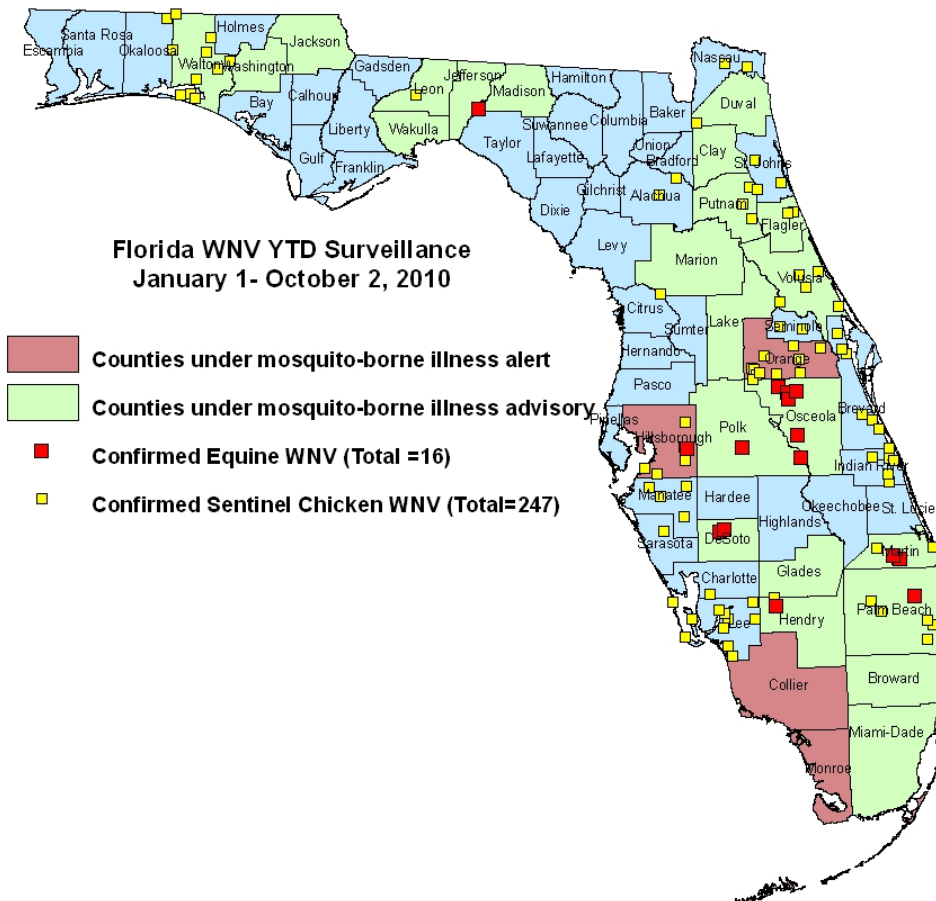 Holmes
Jackson
Santa Rosa
Escambia
Okaloosa
Walton
Washington
Bay
Calhoun
Gulf
Liberty
Franklin
Gadsden
Leon
Wakulla
Jefferson
Madison
Taylor
Hamilton
Suwannee
Columbia
Lafayette
Dixie
Gilchrist
Baker
Union
Bradford
Alachua
Levy
Nassau
Duval
Clay
St. Johns
Putnam
Flagler
Marion
Volusia
Florida WNV YTD Surveillance
January 1- October 2, 2010
Citrus
Sumter
Lake
Seminole
Hernando
Orange
Pasco
Pinellas
Hillsborough
Polk
Osceola
Brevard
Indian River
Manatee
Hardee
Highlands
Okeechobee
St. Lucie
Sarasota
DeSoto
Martin
Charlotte
Glades
Lee
Hendry
Palm Beach
Collier
Broward
Miami-Dade
Monroe
Counties under mosquito-borne illness alert
Counties under mosquito-borne illness advisory
Confirmed Equine WNV (Total =16)
Confirmed Sentinel Chicken WNV (Total=247)